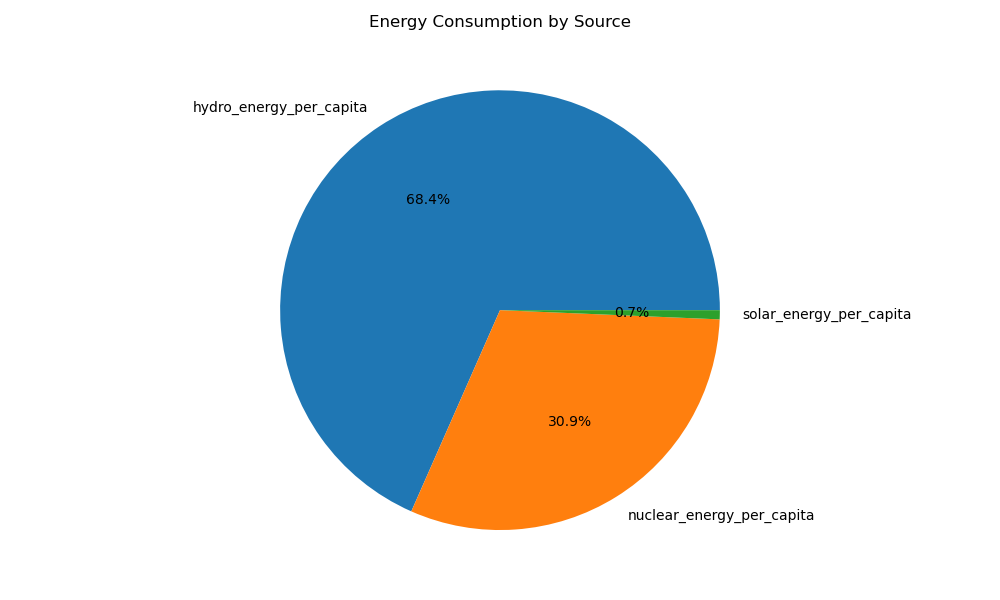 Energy Consumption by Source
hydro_energy_per_capita
68.4%
0.7%
solar_energy_per_capita
30.9%
nuclear_energy_per_capita